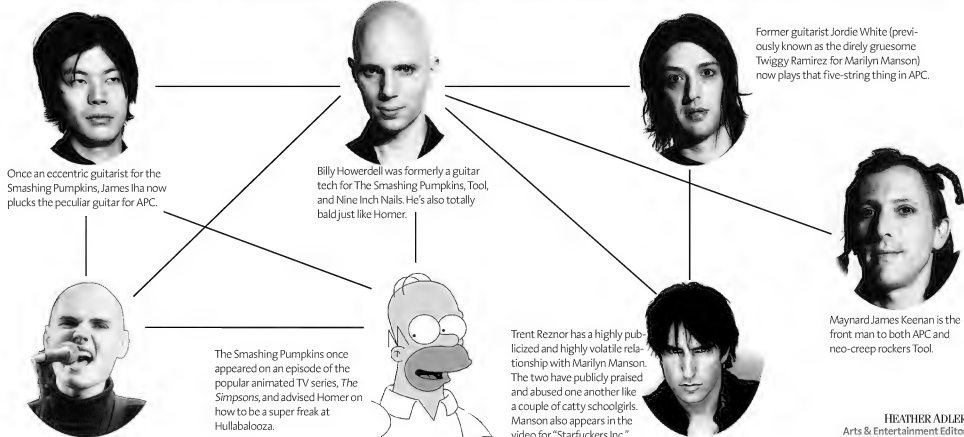 Former guitarist Jordie White (previ-
ously known as the direly gruesome
Twiggy Ramirez for Marilyn Manson)
now plays that five-string thing in APC.
Once an eccentric guitarist for the
Smashing Pumpkins, James Iha now
plucks the peculiar guitar for APC.
Billy Howerdell was formerly a guitar
tech for The Smashing Pumpkins, Tool,
and Nine Inch Nails. He's also totally
bald just like Homer.
Maynard James Keenan is the
front man to both APC and
neo-creep rockers Tool.
The Smashing Pumpkins once
appeared on an episode of the
popular animated TV series, The
Simpsons, and advised Homer on
how to be a super freak at
Hullabalooza.
Trent Reznor has a highly pub-
licized and highly volatile rela-
tionship with Marilyn Manson.
The two have publicly praised
and abused one another like
a couple of catty schoolgirls.
Manson also appears in the
video for "Starfuckers Inc."
HEATHER ADLER
Arts & Entertainment Editor